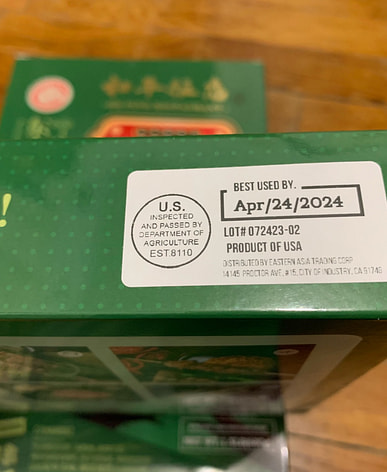 U.S.
INSPECTED
AND PASSED BY
DEPARTMENT OF
AGRICULTURE
EST.8110
BEST USED BY.
Apr/24/2024
LOT# 072423-02
PRODUCT OF USA
DISTRIBUTED BY EASTERN ASIA TRADING CORP
14145 PROCTOR AVE, #15, CITY OF INDUSTRY, CA 91746
!